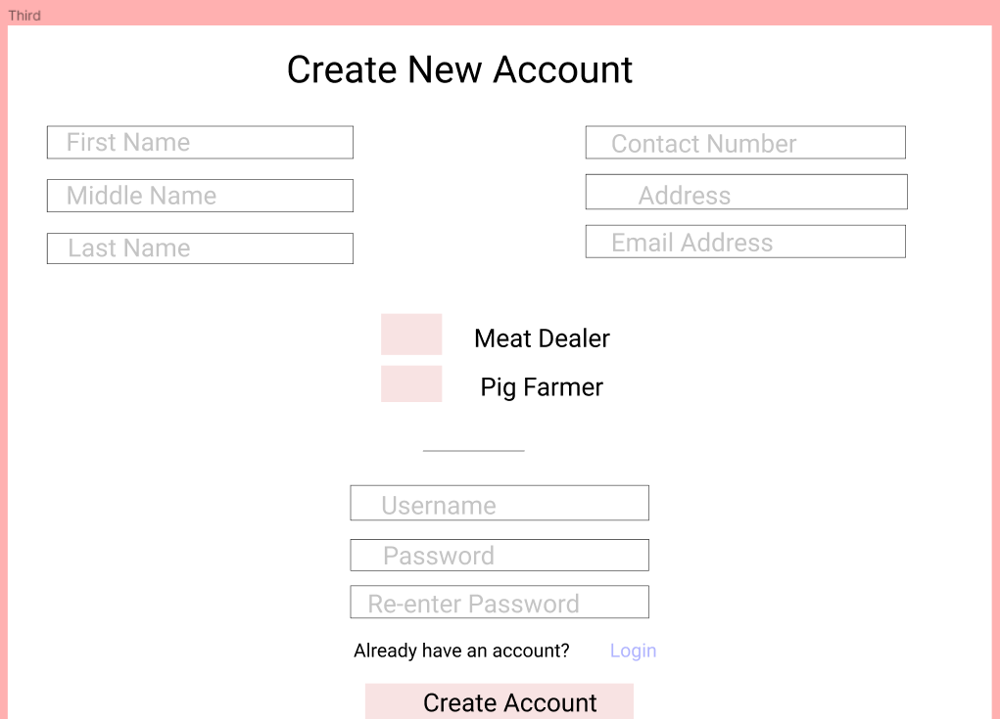 Third
Create New Account
First Name
Middle Name
Last Name
Contact Number
Address
Email Address
Meat Dealer
Pig Farmer
Username
Password
Re-enter Password
Already have an account? Login
Create Account